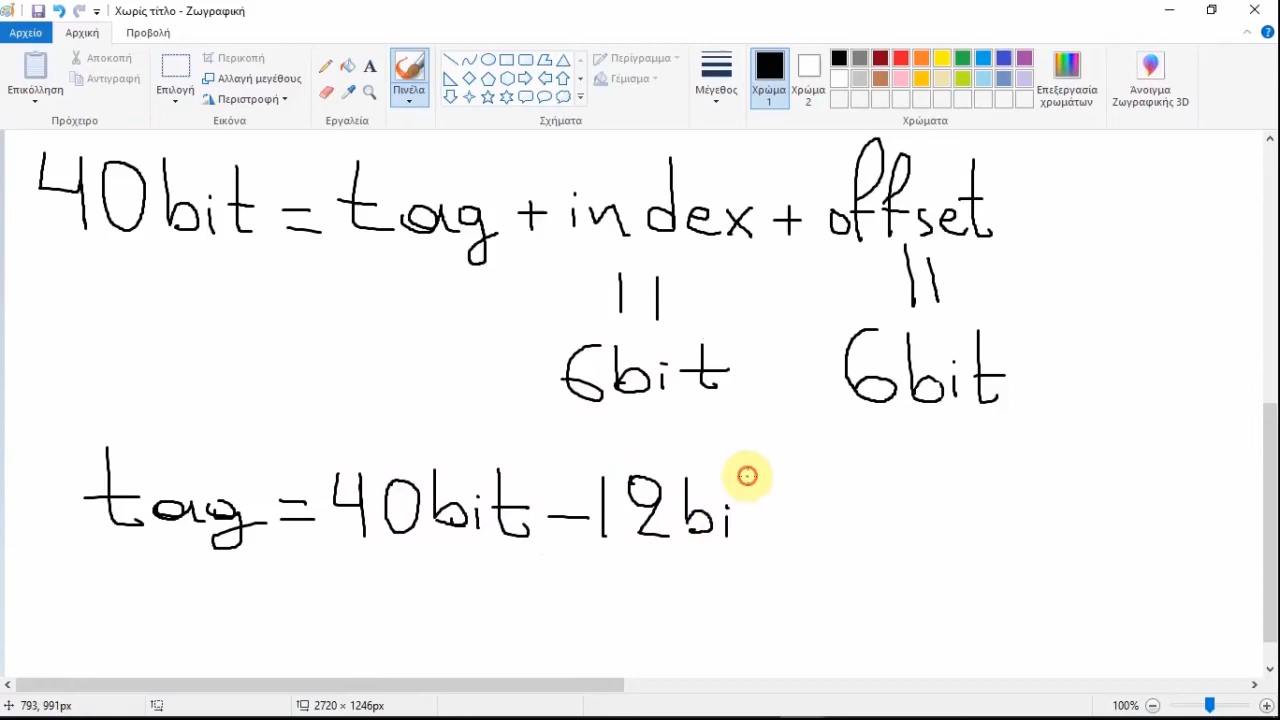 Χωρίς τίτλο - Ζωγραφική
Αρχείο Αρχική Προβολή
Επικόλληση
Αποκοπή
Αντιγραφή
Πρόχειρο
Επιλογή
Περικοπή
Αλλαγή μεγέθους
Περιστροφή
Εικόνα
A
Εργαλεία
Πινέλα
Περίγραμμα
Γέμισμα
Σχήματα
Μέγεθος
Χρώμα 1
Χρώμα 2
Επεξεργασία χρωμάτων
Άνοιγμα Ζωγραφικής 3D
Χρώματα
40bit = tag + index + offset
|| ||
6bit 6bit
tag = 40bit - 12bi
793, 991px 2720 × 1246px 100%